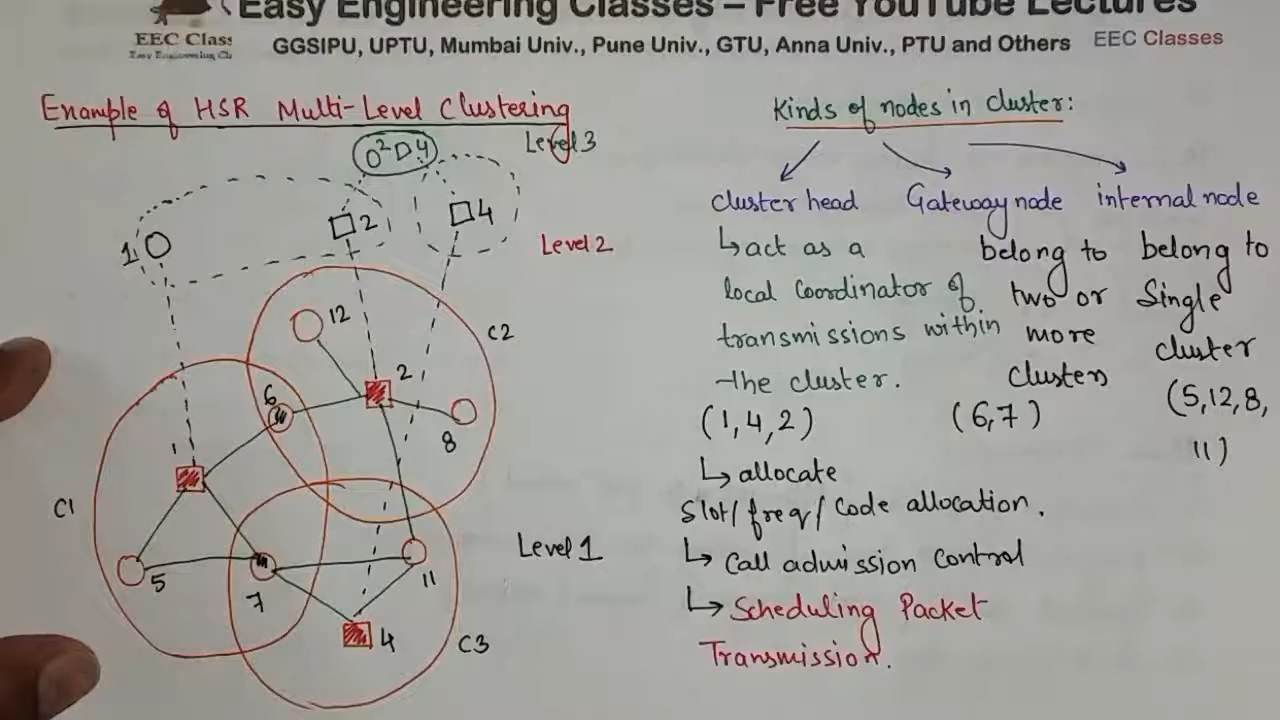 Easy Engineering Classes – Free YouTube Lectures
EEC Class
Easy Engineering Cla
GGSIPU, UPTU, Mumbai Univ., Pune Univ., GTU, Anna Univ., PTU and Others
EEC Classes
Example of HSR Multi-Level Clustering
Level 3
1
2
4
Level 2
12
C2
2
6
8
1
C1
Level 1
5
7
11
4
C3
Kinds of nodes in cluster:
cluster head
↳ act as a
local coordinator of
transmissions within
the cluster.
(1,4,2)
↳ allocate
Slot/freq/Code allocation.
↳ Call admission control
↳ Scheduling Packet
Transmission.
Gateway node
belong to
two or
more
clusters
(6,7)
internal node
belong to
Single
cluster
(5,12,8,
11)